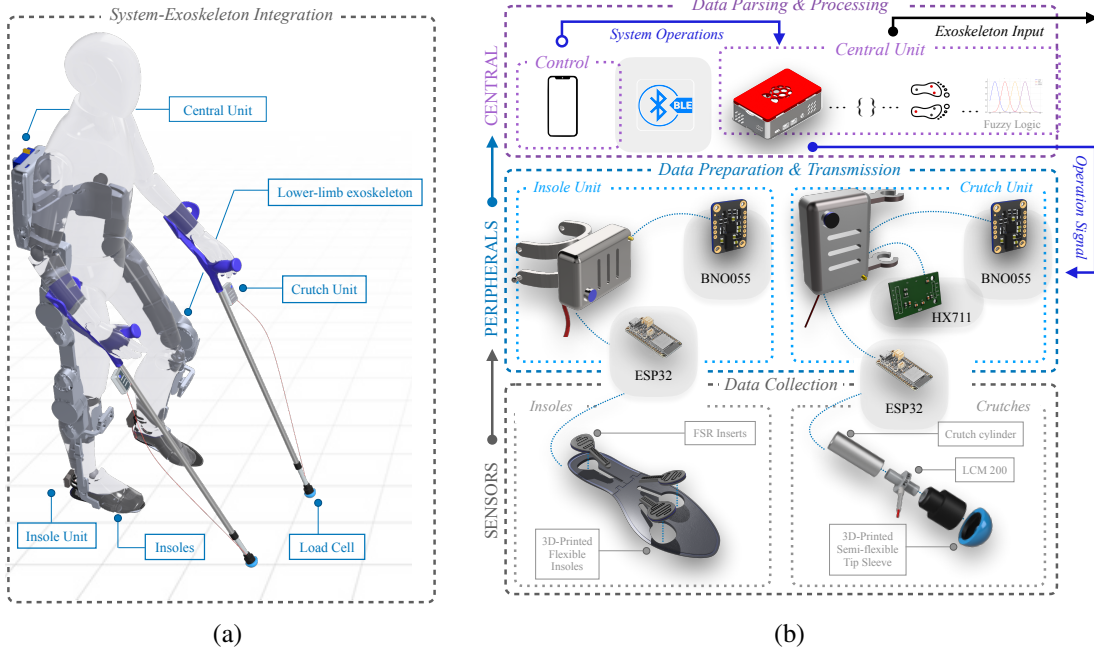 System-Exoskeleton Integration
Central Unit
Lower-limb exoskeleton
Crutch Unit
Insole Unit
Insoles
Load Cell
(a)
Data Parsing & Processing
System Operations
Exoskeleton Input
Control
Central Unit
BLE
... { } ...
...
Fuzzy Logic
CENTRAL
Operation Signal
Data Preparation & Transmission
Insole Unit
Crutch Unit
BNO055
BNO055
HX711
ESP32
ESP32
PERIPHERALS
Data Collection
Insoles
Crutches
FSR Inserts
Crutch cylinder
LCM 200
3D-Printed
Flexible
Insoles
3D-Printed
Semi-flexible
Tip Sleeve
SENSORS
(b)